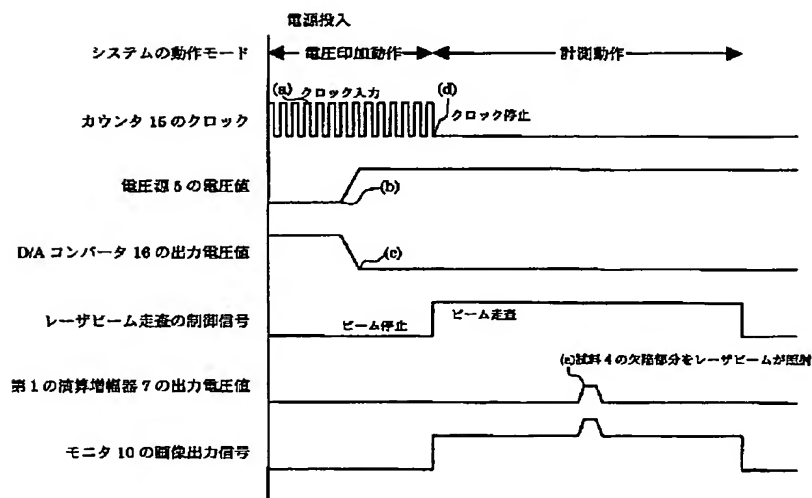 電源投入
システムの動作モード
電圧印加動作
計測動作
(a) クロック入力
(d)
カウンタ 15 のクロック
クロック停止
電圧源 5 の電圧値
(b)
D/A コンバータ 16 の出力電圧値
(c)
レーザビーム走査の制御信号
ビーム停止
ビーム走査
(e)試料 4 の欠陥部分をレーザビームが照射
第 1 の演算増幅器 7 の出力電圧値
モニタ 10 の画像出力信号